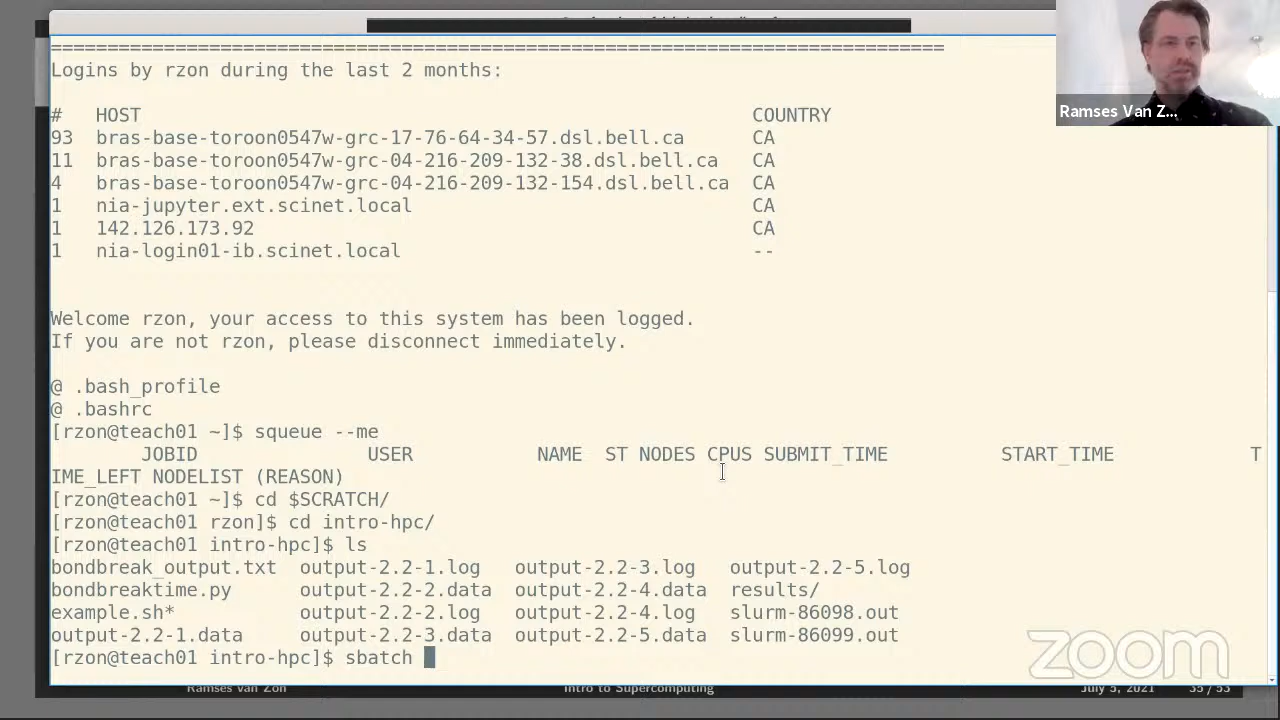 ================================================================================
Logins by rzon during the last 2 months:
# HOST COUNTRY
93 bras-base-toroon0547w-grc-17-76-64-34-57.dsl.bell.ca CA
11 bras-base-toroon0547w-grc-04-216-209-132-38.dsl.bell.ca CA
4 bras-base-toroon0547w-grc-04-216-209-132-154.dsl.bell.ca CA
1 nia-jupyter.ext.scinet.local CA
1 142.126.173.92 CA
1 nia-login01-ib.scinet.local --
Welcome rzon, your access to this system has been logged.
If you are not rzon, please disconnect immediately.
@ .bash_profile
@ .bashrc
[rzon@teach01 ~]$ squeue --me
JOBID USER NAME ST NODES CPUS SUBMIT_TIME START_TIME T
IME_LEFT NODELIST (REASON)
[rzon@teach01 ~]$ cd $SCRATCH/
[rzon@teach01 rzon]$ cd intro-hpc/
[rzon@teach01 intro-hpc]$ ls
bondbreak_output.txt output-2.2-1.log output-2.2-3.log output-2.2-5.log
bondbreaktime.py output-2.2-2.data output-2.2-4.data results/
example.sh* output-2.2-2.log output-2.2-4.log slurm-86098.out
output-2.2-1.data output-2.2-3.data output-2.2-5.data slurm-86099.out
[rzon@teach01 intro-hpc]$ sbatch
Ramses Van Z...
zoom
Ramses van Zon Intro to Supercomputing July 5, 2021 35 / 53